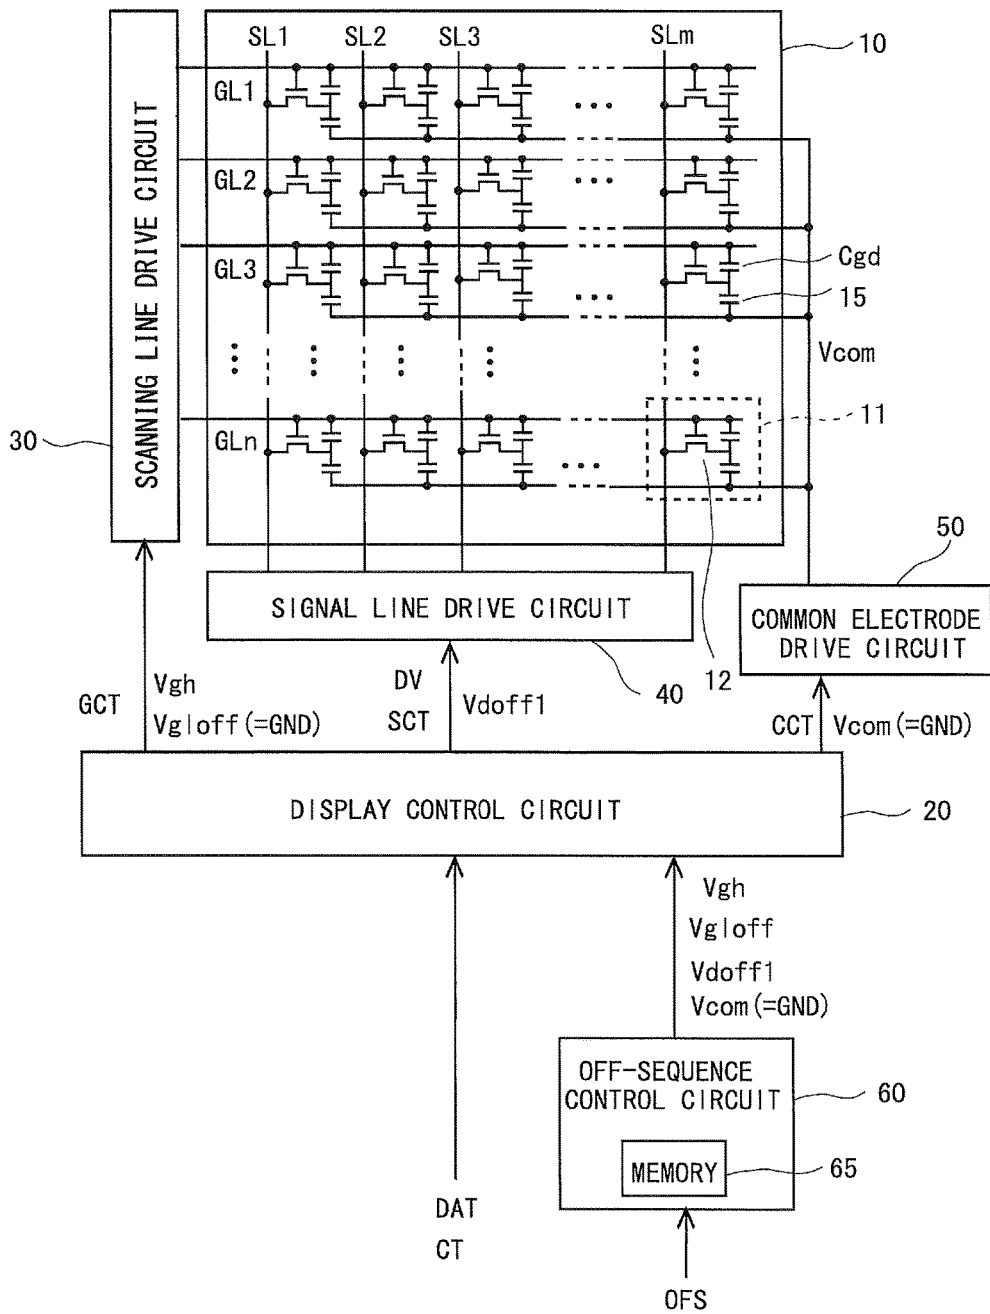 SL1 SL2 SL3 SLm
10
GL1
SCANNING LINE DRIVE CIRCUIT
GL2
GL3
Cgd
15
Vcom
11
30
GLn
50
SIGNAL LINE DRIVE CIRCUIT
COMMON ELECTRODE
DRIVE CIRCUIT
12
40
GCT
Vgh
Vgloff(=GND)
DV
SCT
Vdoff1
CCT
Vcom(=GND)
DISPLAY CONTROL CIRCUIT
20
Vgh
Vgloff
Vdoff1
Vcom(=GND)
OFF-SEQUENCE
CONTROL CIRCUIT
60
MEMORY
65
DAT
CT
OFS